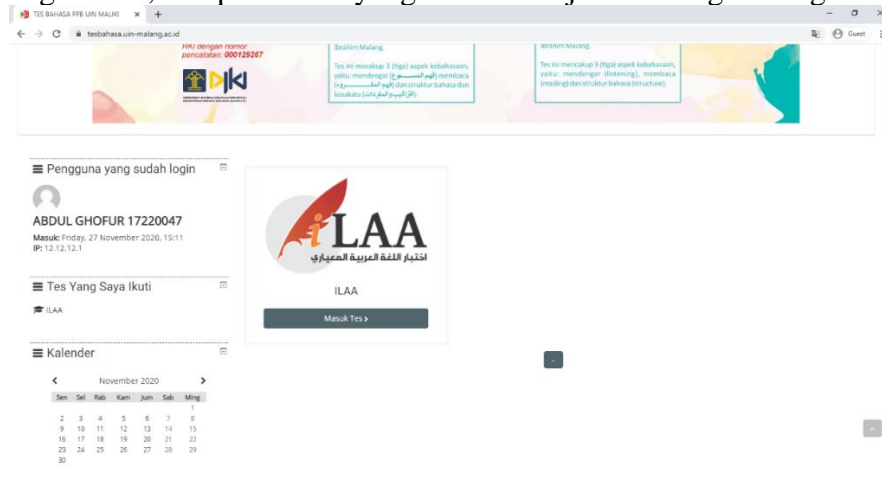 TES BAHASA PPB UIN MALIKI
tesbahasa.uin-malang.ac.id
Guest
HKI dengan nomor
pencatatan: 000129267
Ibrahim Malang.
Tes ini mecakup 3 (tiga) aspek kebahasaan,
yaitu: mendengar (فهم المســـــموع) membaca
(فهم المقـــــــروء) dan struktur bahasa dan
kosakata (التراكيب والمفردات).
Ibrahim Malang.
Tes ini mencakup 3 (tiga) aspek kebahasaan,
yaitu: mendengar (listening), membaca
(reading) dan struktur bahasa (structure).
Pengguna yang sudah login
ABDUL GHOFUR 17220047
Masuk: Friday, 27 November 2020, 15:11
IP: 12.12.12.1
Tes Yang Saya Ikuti
ILAA
Kalender
November 2020
Sen Sel Rab Kam Jum Sab Ming
1
2 3 4 5 6 7 8
9 10 11 12 13 14 15
16 17 18 19 20 21 22
23 24 25 26 27 28 29
30
iLAA
اختبار اللغة العربية المعياري
ILAA
Masuk Tes